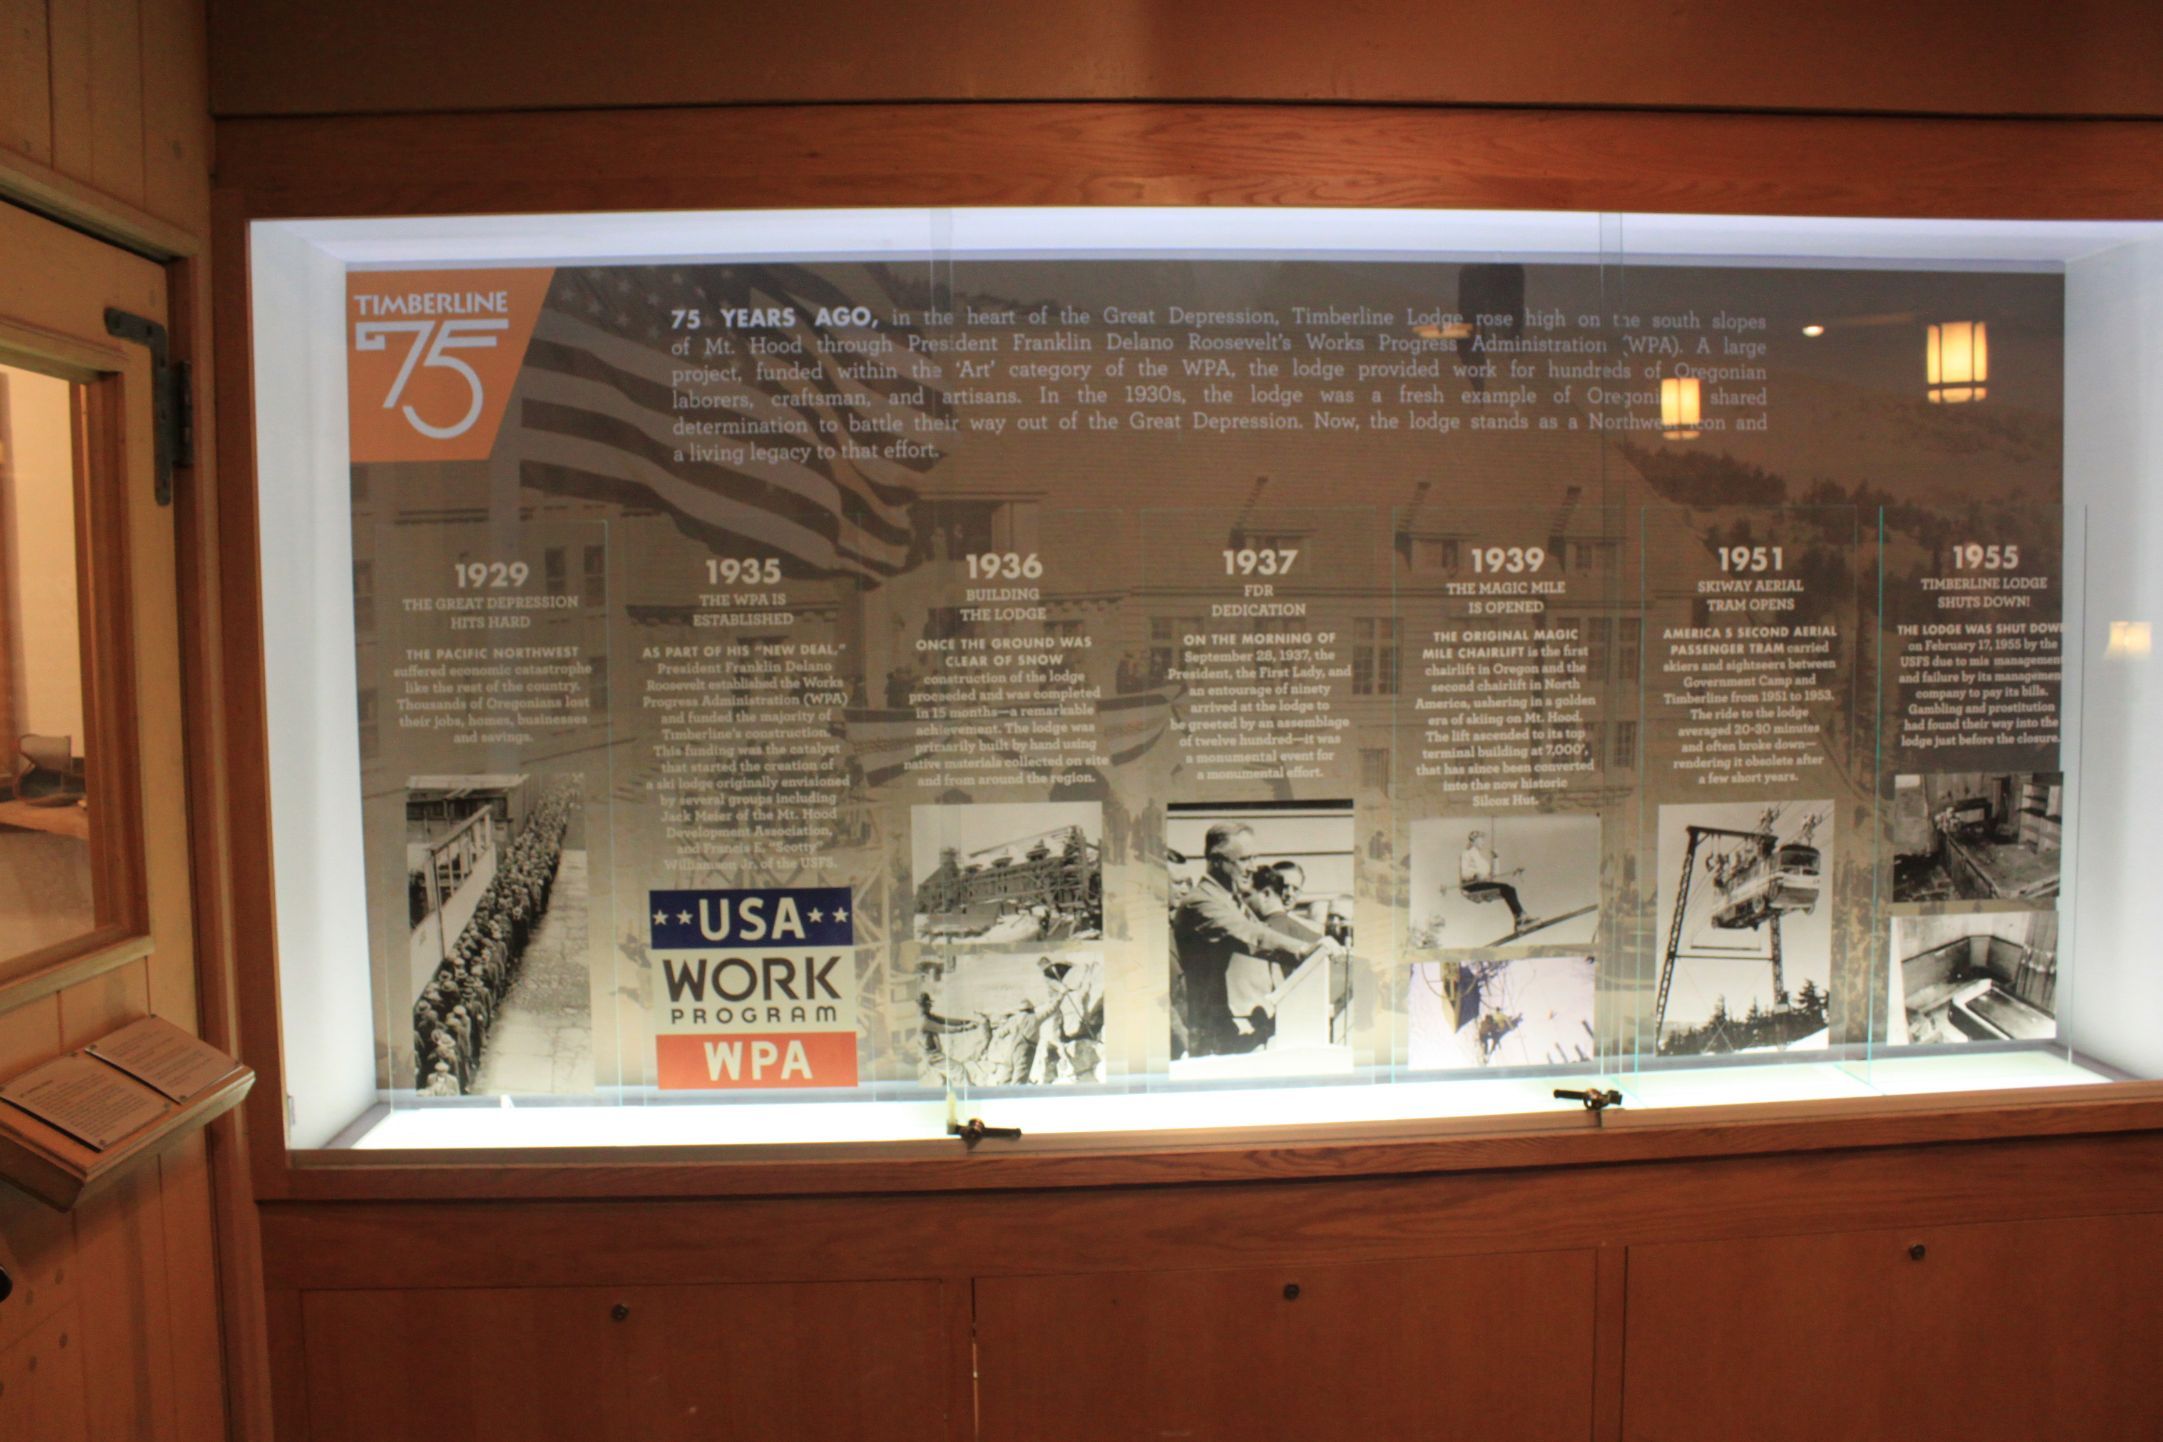 TIMBERLINE
75
75 YEARS AGO, in the heart of the Great Depression, Timberline Lodge rose high on the south slopes
of Mt. Hood through President Franklin Delano Roosevelt's Works Progress Administration (WPA). A large
project, funded within the 'Art' category of the WPA, the lodge provided work for hundreds of Oregonian
laborers, craftsman, and artisans. In the 1930s, the lodge was a fresh example of shared
determination to battle their way out of the Great Depression. Now, the lodge stands as a Northwest icon and
a living legacy to that effort.
1929
THE GREAT DEPRESSION
HITS HARD
THE PACIFIC NORTHWEST
suffered economic catastrophe
like the rest of the country.
Thousands of Oregonians lost
their jobs, homes, businesses
and savings.
1935
THE WPA IS
ESTABLISHED
AS PART OF HIS "NEW DEAL,"
President Franklin Delano
Roosevelt established the Works
Progress Administration (WPA)
and funded the majority of
Timberline's construction.
This funding was the catalyst
that started the creation of
a ski lodge originally envisioned
by several groups including
Jack Meier of the Mt. Hood
Development Association,
and Francis E. "Scotty"
Williamson Jr. of the USFS.
USA
WORK
PROGRAM
WPA
1936
BUILDING
THE LODGE
ONCE THE GROUND WAS
CLEAR OF SNOW
construction of the lodge
proceeded and was completed
in 15 months—a remarkable
achievement. The lodge was
primarily built by hand using
native materials collected on site
and from around the region.
1937
FDR
DEDICATION
ON THE MORNING OF
September 28, 1937, the
President, the First Lady, and
an entourage of ninety
arrived at the lodge to
be greeted by an assemblage
of twelve hundred—it was
a monumental event for
a monumental effort.
1939
THE MAGIC MILE
IS OPENED
THE ORIGINAL MAGIC
MILE CHAIRLIFT is the first
chairlift in Oregon and the
second chairlift in North
America, ushering in a golden
era of skiing on Mt. Hood.
The lift ascended to its top
terminal building at 7,000',
that has since been converted
into the now historic
Silcox Hut.
1951
SKIWAY AERIAL
TRAM OPENS
AMERICA S SECOND AERIAL
PASSENGER TRAM carried
skiers and sightseers between
Government Camp and
Timberline from 1951 to 1953.
The ride to the lodge
averaged 20-30 minutes
and often broke down—
rendering it obsolete after
a few short years.
1955
TIMBERLINE LODGE
SHUTS DOWN!
THE LODGE WAS SHUT DOWN
on February 17, 1955 by the
USFS due to mis management
and failure by its management
company to pay its bills.
Gambling and prostitution
had found their way into the
lodge just before the closure.